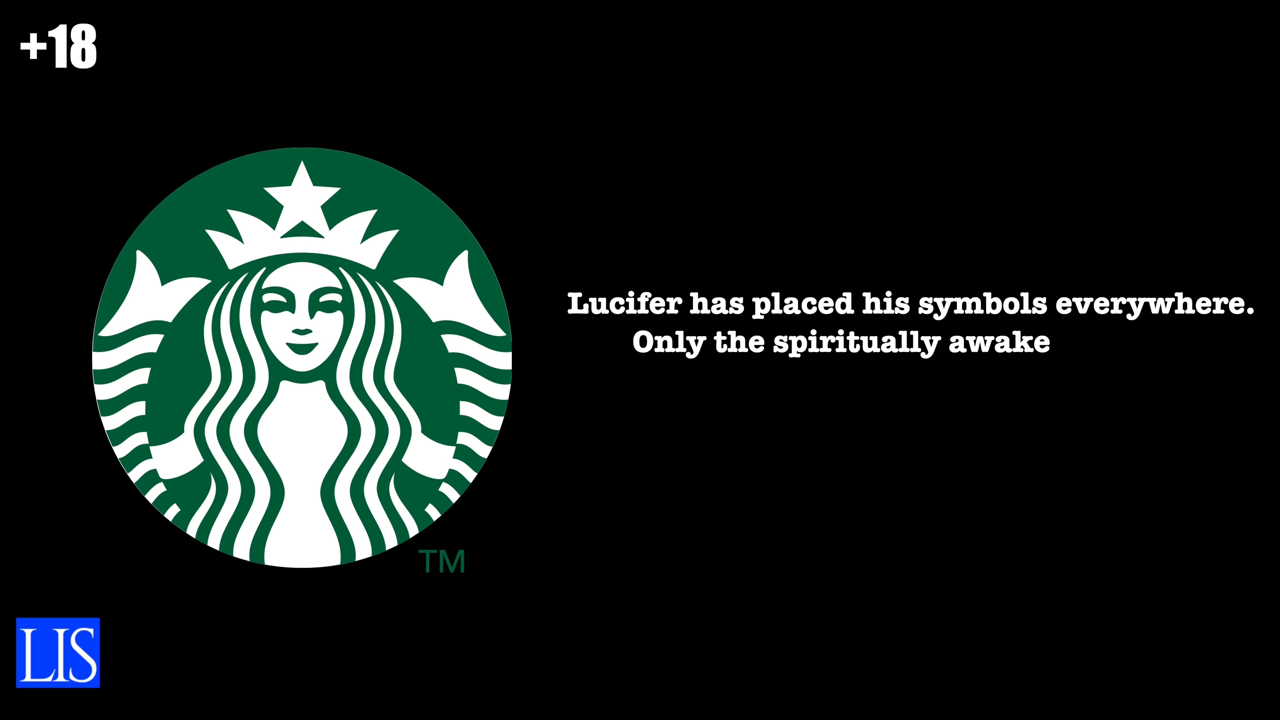 +18
Lucifer has placed his symbols everywhere.
Only the spiritually awake
TM
LIS